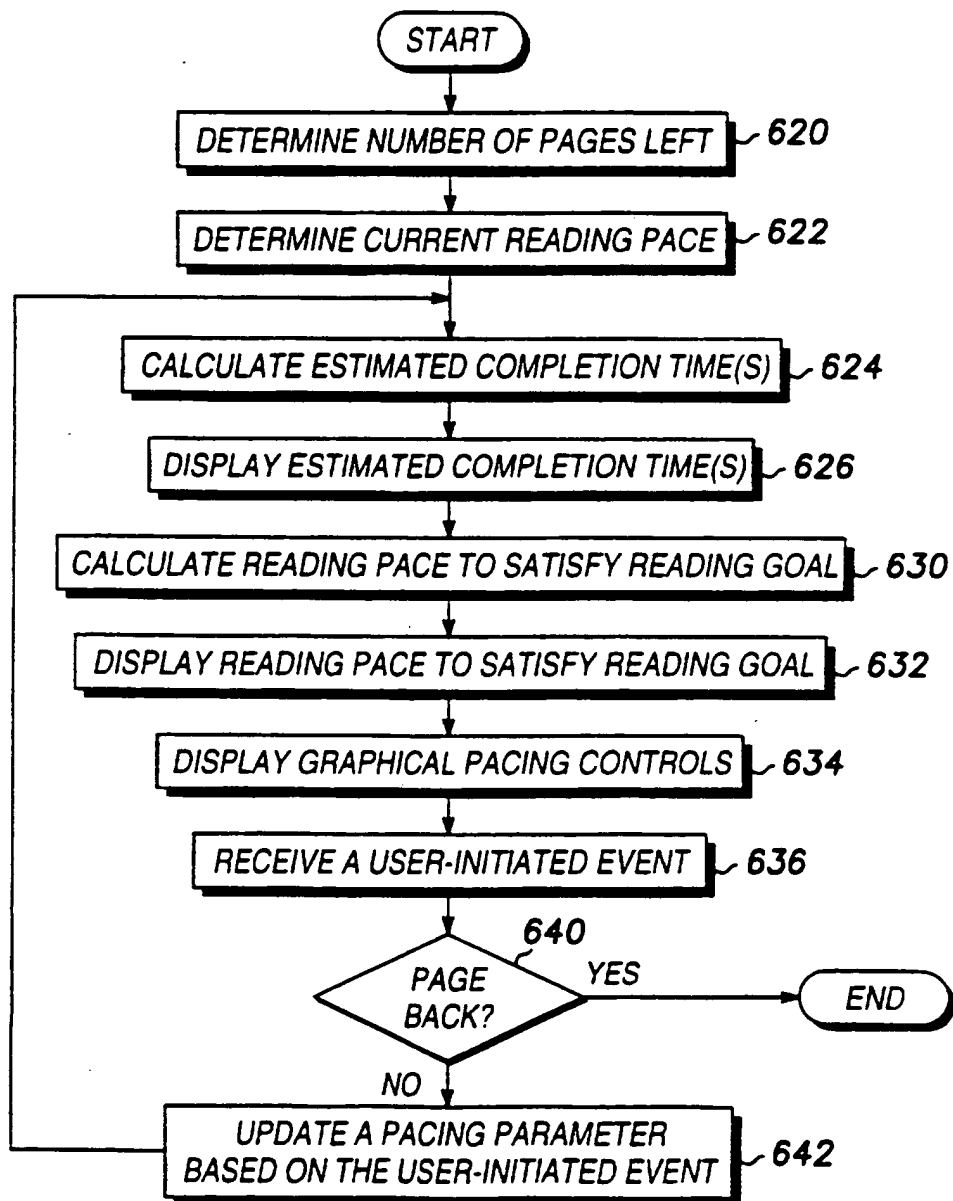 START
DETERMINE NUMBER OF PAGES LEFT 620
DETERMINE CURRENT READING PACE 622
CALCULATE ESTIMATED COMPLETION TIME(S) 624
DISPLAY ESTIMATED COMPLETION TIME(S) 626
CALCULATE READING PACE TO SATISFY READING GOAL 630
DISPLAY READING PACE TO SATISFY READING GOAL 632
DISPLAY GRAPHICAL PACING CONTROLS 634
RECEIVE A USER-INITIATED EVENT 636
640
PAGE
BACK?
YES
END
NO
UPDATE A PACING PARAMETER
BASED ON THE USER-INITIATED EVENT 642